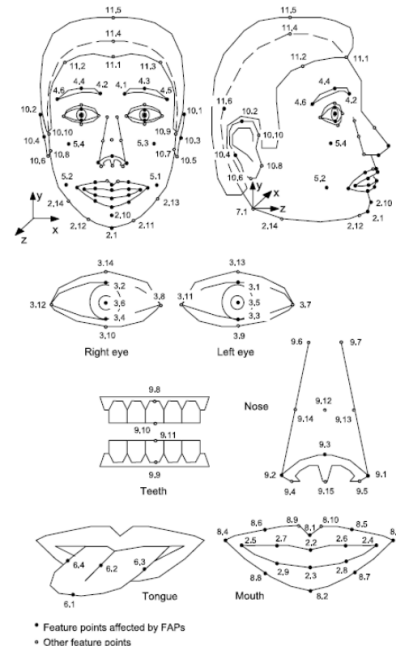 11,5
11,4
11,2 11.1 11,3
4,4 4,3
4,6 4,2 4,1 4,5
10,2 10,1
10,10 10,9
10,4 10,3
5,4 5,3
10,8 10,7
10,6 10,5
5,2 5,1
2,14 2,13
2,10
2,12 2,11
2.1
y
x
z
11,5
11,4
11,2 11.1
4,4
4,2
4,6
11,6
10,2
10,10
5,4
10,4
10,8
10,6
5,2
y
x
z
7,1
2,10
2,12
2.1
2,14
3,14
3,2
3,12 3,6 3,8
3,4
3,10
Right eye
3,13
3,1
3,11 3,5 3,7
3,3
3.9
Left eye
9.8
9,10 9.11
9.9
Teeth
Nose
9.6 9.7
9,12
9.14 9,13
9.3
9.2 9.1
9.4 9.15 9.5
6.4 6.2 6,3
6.1
Tongue
8,9 8,10
8,6 8.1 8,5
8,4
2.5 2.7 2.2 2.6 2.4
2,9 2,8
8.8 2,3 8.7
8.2
Mouth
Feature points affected by FAPs
Other feature points